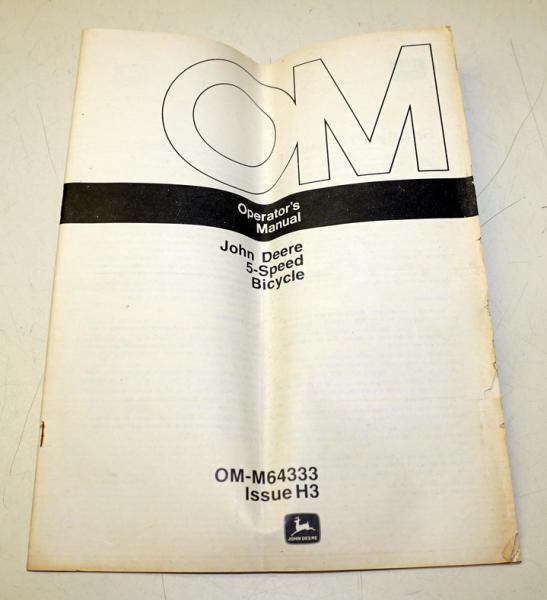 OM
Operator's
Manual
John Deere
5-Speed
Bicycle
OM-M64333
Issue H3
JOHN DEERE